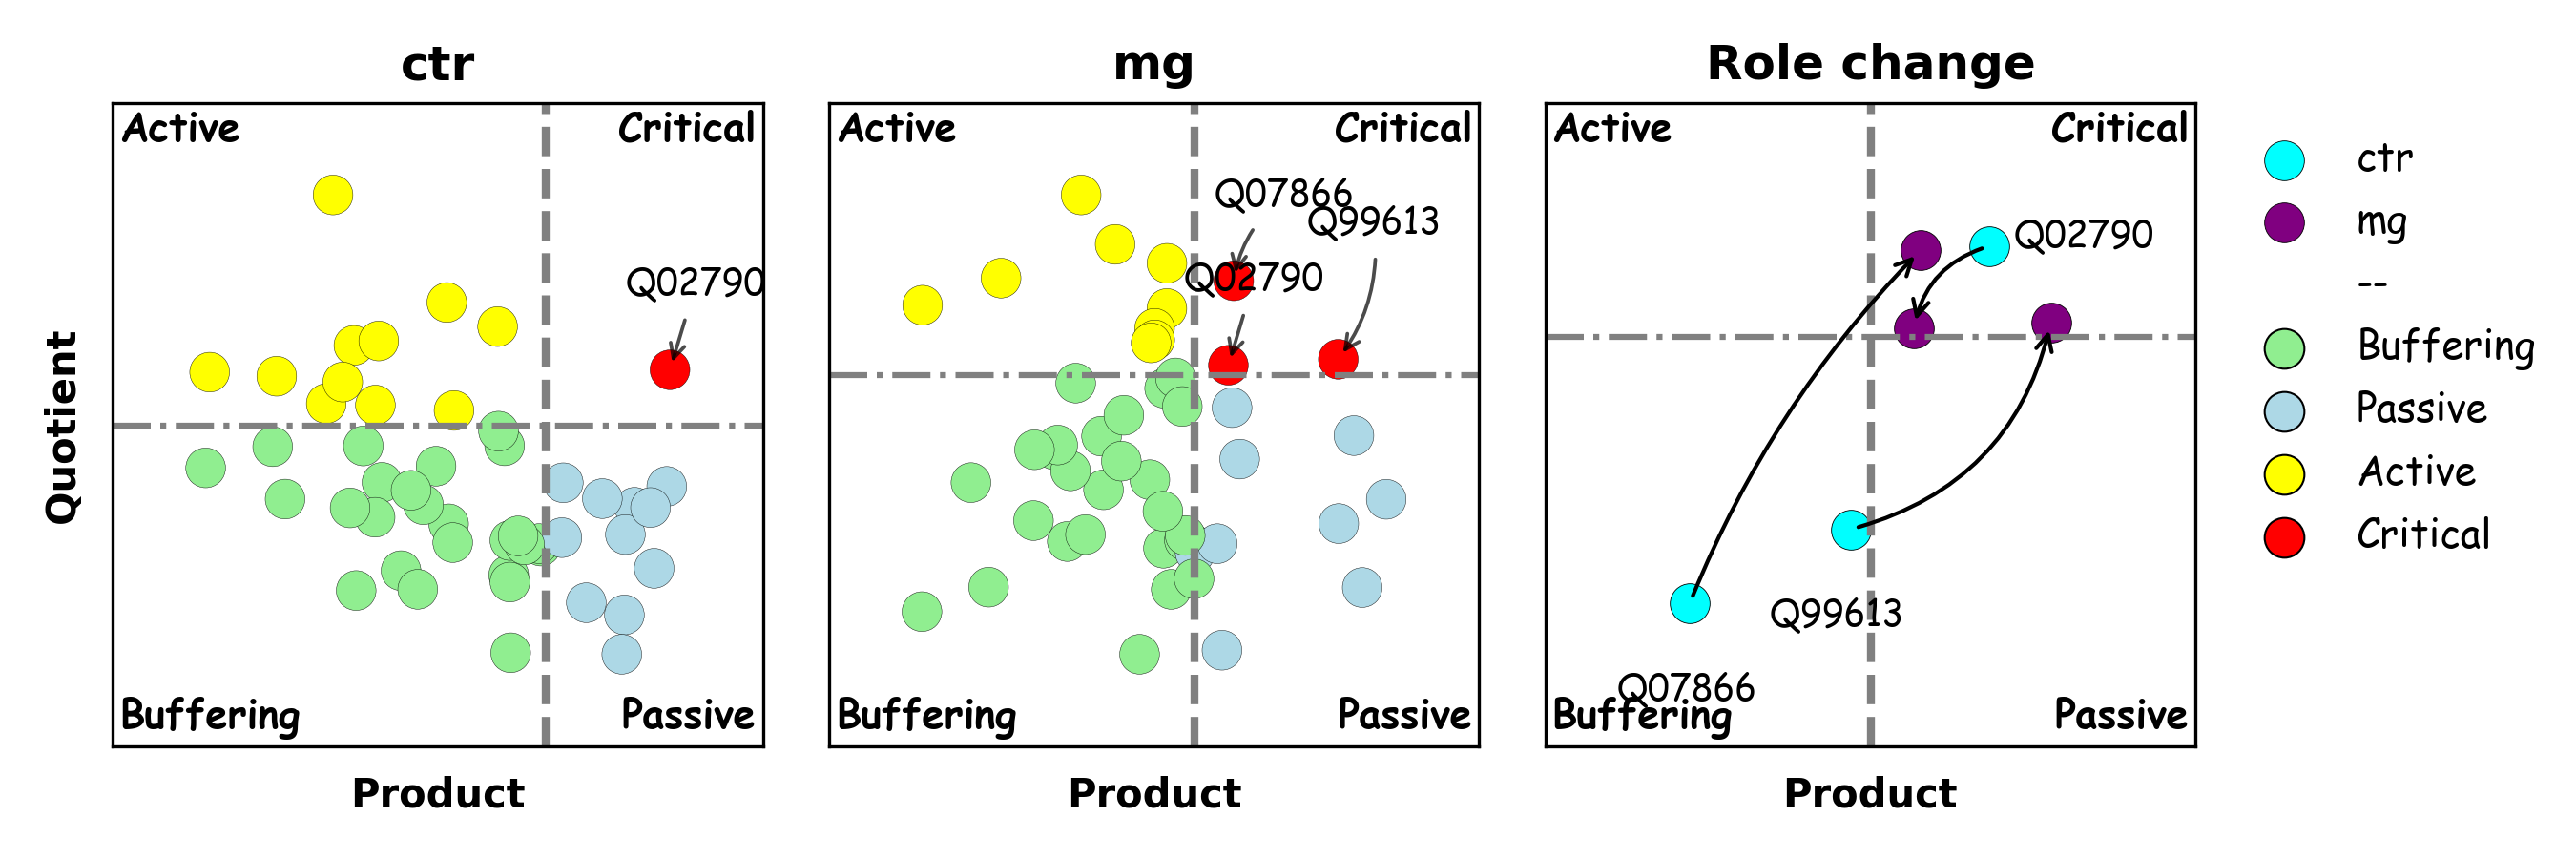 ctr
mg
Role change
Active
Critical
Q02790
Buffering
Passive
Quotient
Product
Active
Critical
Q07866
Q99613
Q02790
Buffering
Passive
Product
Active
Critical
Q02790
Q99613
Q07866
Buffering
Passive
Product
ctr
mg
--
Buffering
Passive
Active
Critical